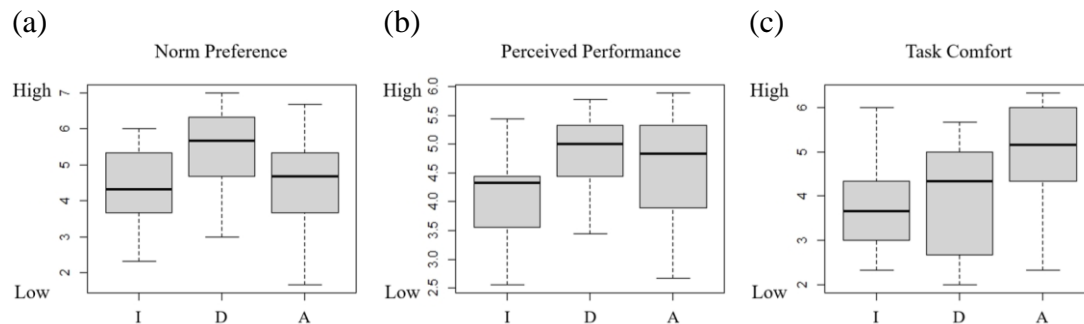 (a)
Norm Preference
High
7
6
5
4
3
2
Low
I D A
(b)
Perceived Performance
High
6.0
5.5
5.0
4.5
4.0
3.5
3.0
2.5
Low
I D A
(c)
Task Comfort
High
6
5
4
3
2
Low
I D A